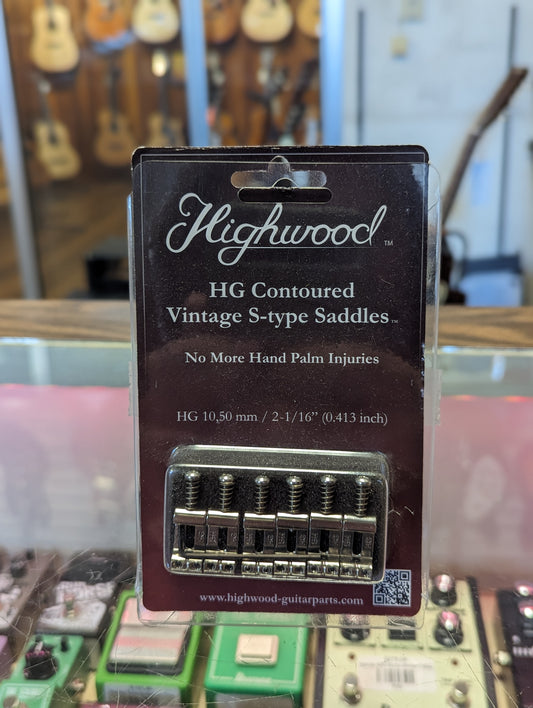 Highwood™
HG Contoured
Vintage S-type Saddles™
No More Hand Palm Injuries
HG 10,50 mm / 2-1/16” (0.413 inch)
www.highwood-guitarparts.com
Ibanez